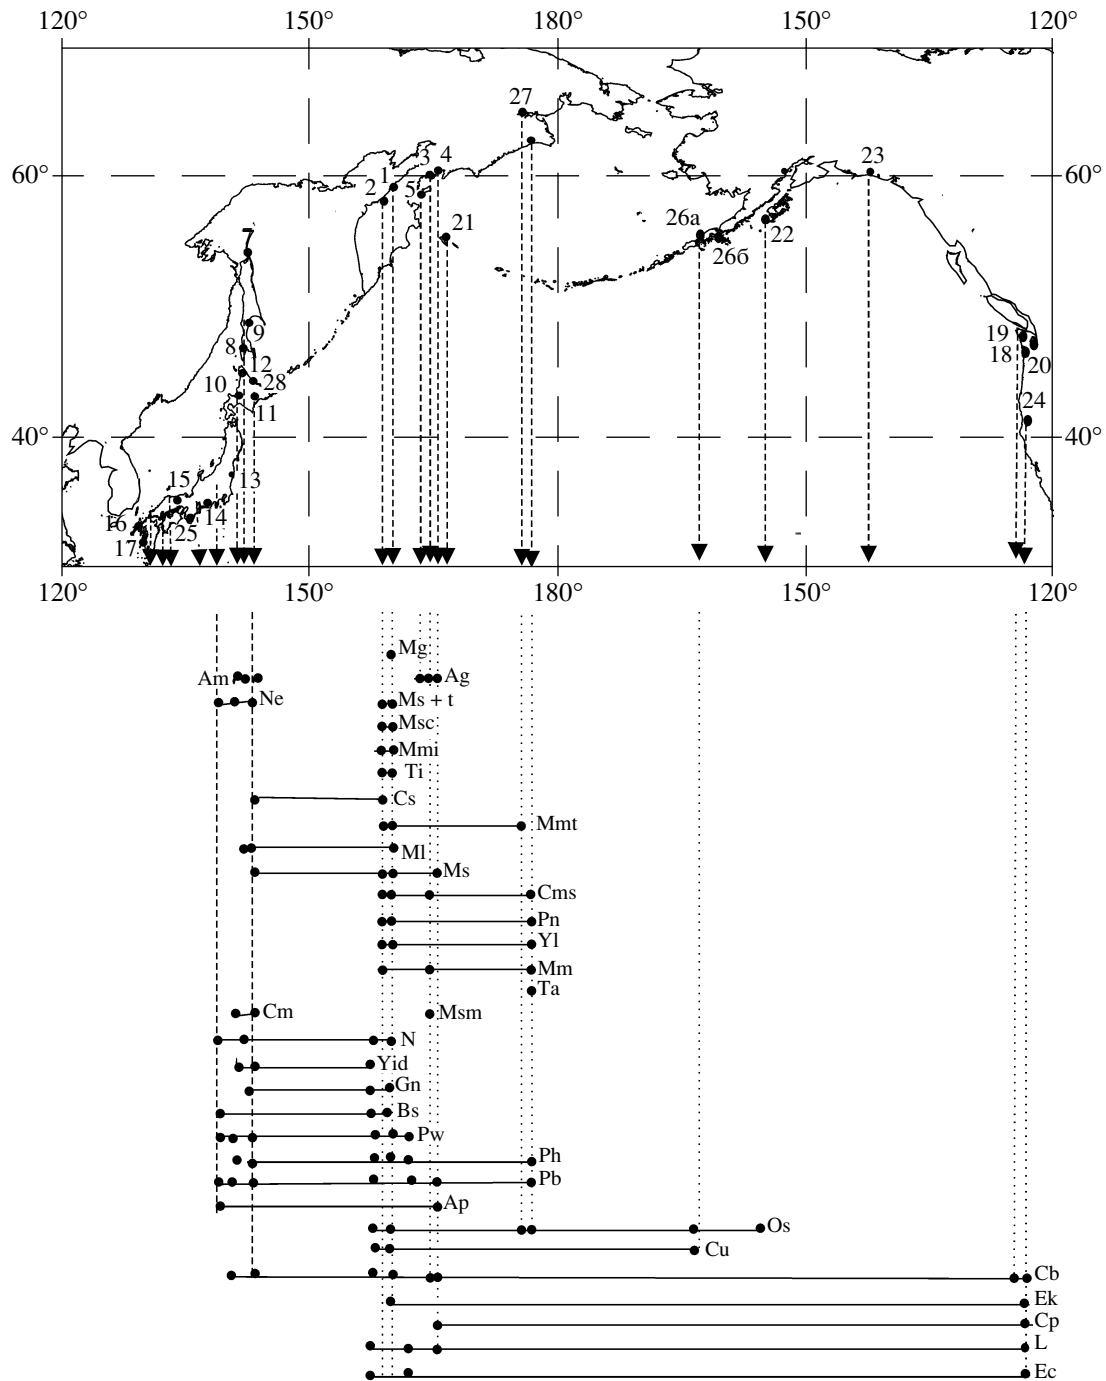 120° 150° 180° 150° 120°
27
3 4
1
60° 2 5 23 60°
21 26a
22
7 26б
9 19
8 12 18 20
10 28
11 24
40° 40°
15 13
16 25 14
17
120° 150° 180° 150° 120°
Mg
Am Ag
Ne Ms + t
Msc
Mmi
Ti
Cs
Mmt
Ml
Ms
Cms
Pn
Yl
Mm
Ta
Cm Msm
N
Yid
Gn
Bs
Pw
Ph
Pb
Ap
Os
Cu
Cb
Ek
Cp
L
Ec